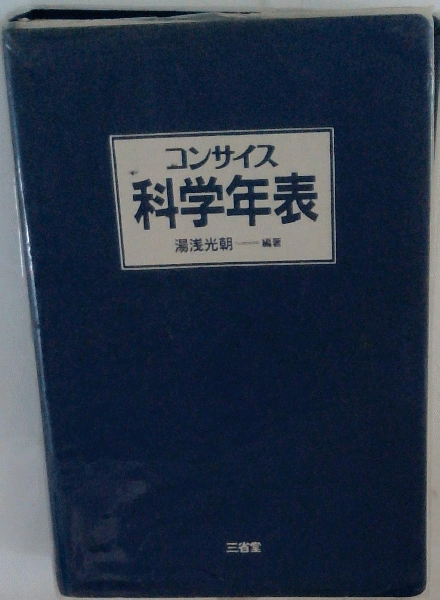 コンサイス
科学年表
湯浅光朝——編著
三省堂